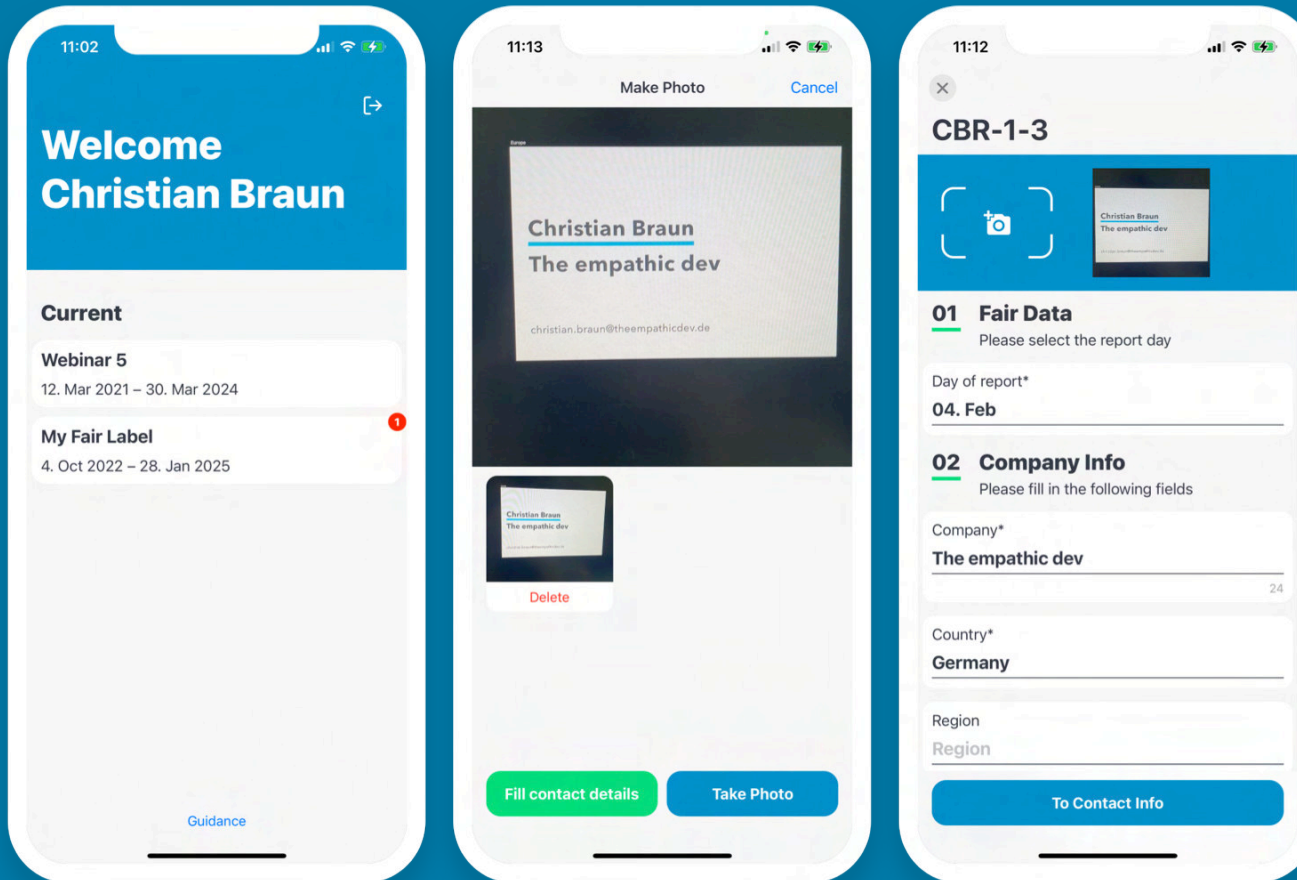 11:02
Welcome
Christian Braun
Current
Webinar 5
12. Mar 2021 – 30. Mar 2024
1
My Fair Label
4. Oct 2022 – 28. Jan 2025
Guidance
11:13
Make Photo
Cancel
Europe
Christian Braun
The empathic dev
christian.braun@theempathicdev.de
Christian Braun
The empathic dev
Delete
Fill contact details
Take Photo
11:12
CBR-1-3
Christian Braun
The empathic dev
01 Fair Data
Please select the report day
Day of report*
04. Feb
02 Company Info
Please fill in the following fields
Company*
The empathic dev
24
Country*
Germany
Region
Region
To Contact Info